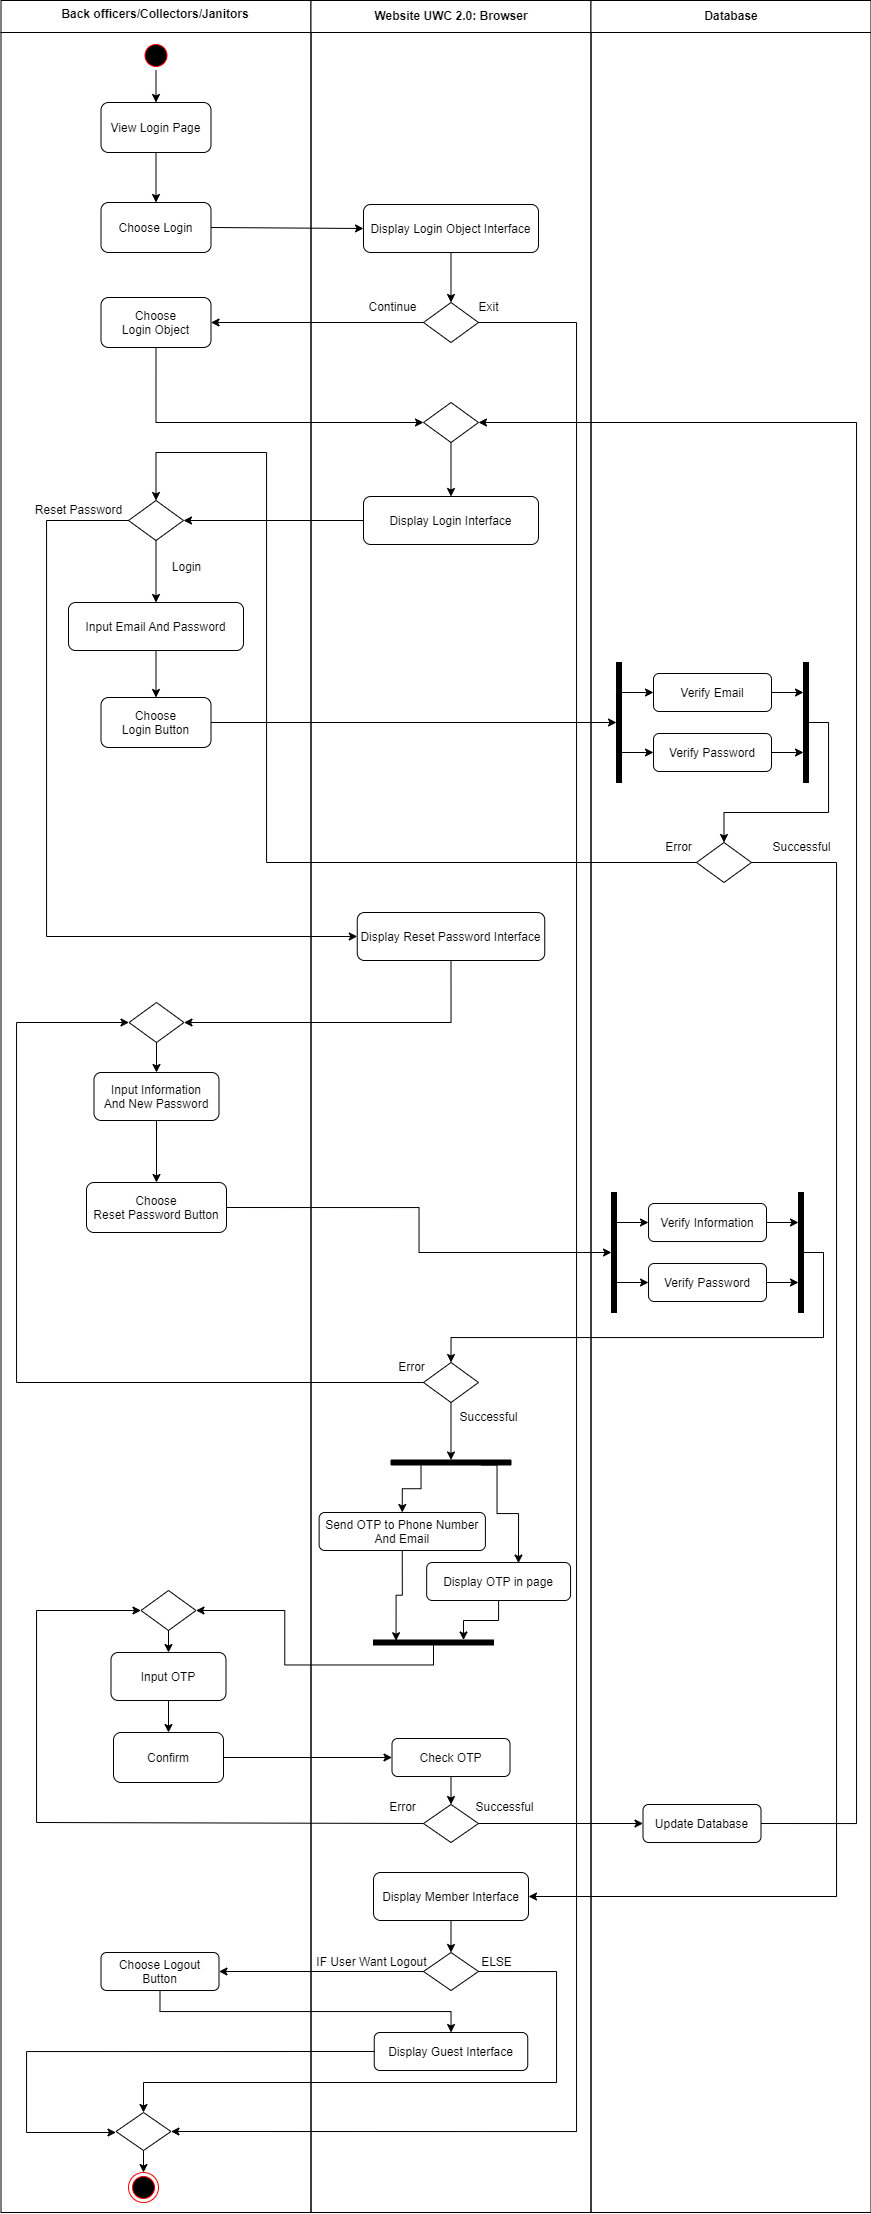 Back officers/Collectors/Janitors
Website UWC 2.0: Browser
Database
View Login Page
Choose Login
Display Login Object Interface
Continue
Exit
Choose
Login Object
Reset Password
Display Login Interface
Login
Input Email And Password
Verify Email
Choose
Login Button
Verify Password
Error
Successful
Display Reset Password Interface
Input Information
And New Password
Choose
Reset Password Button
Verify Information
Verify Password
Error
Successful
Send OTP to Phone Number
And Email
Display OTP in page
Input OTP
Confirm
Check OTP
Error
Successful
Update Database
Display Member Interface
IF User Want Logout
ELSE
Choose Logout
Button
Display Guest Interface